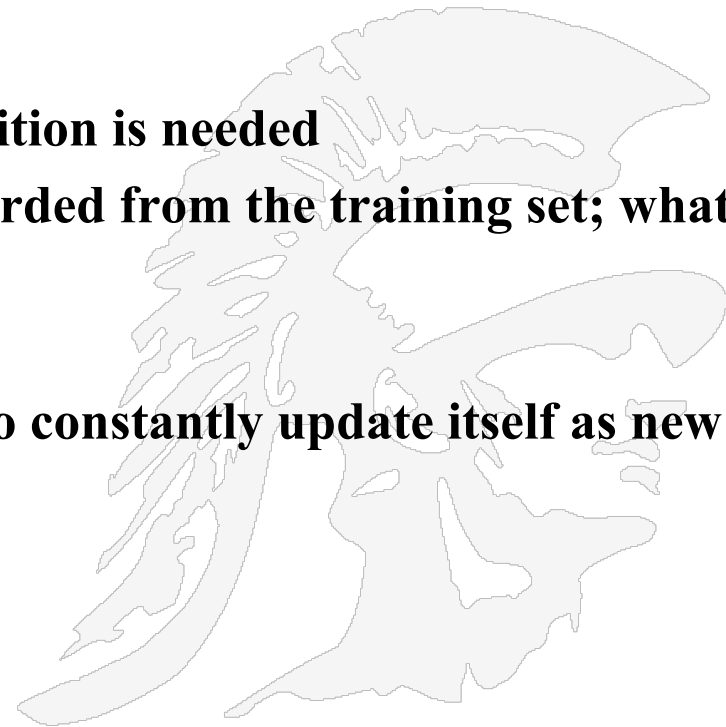 ition is needed
rded from the training set; what
o constantly update itself as new